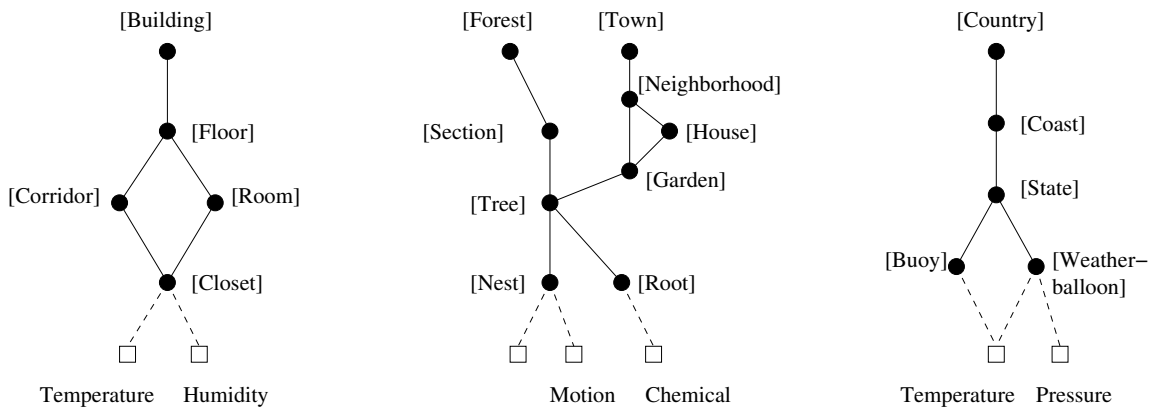 [Building]
[Floor]
[Corridor]
[Room]
[Closet]
Temperature
Humidity
[Forest]
[Town]
[Neighborhood]
[Section]
[House]
[Garden]
[Tree]
[Nest]
[Root]
Motion
Chemical
[Country]
[Coast]
[State]
[Buoy]
[Weather−
balloon]
Temperature
Pressure